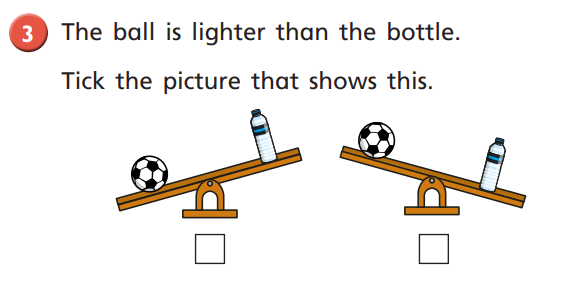 3 The ball is lighter than the bottle.
Tick the picture that shows this.